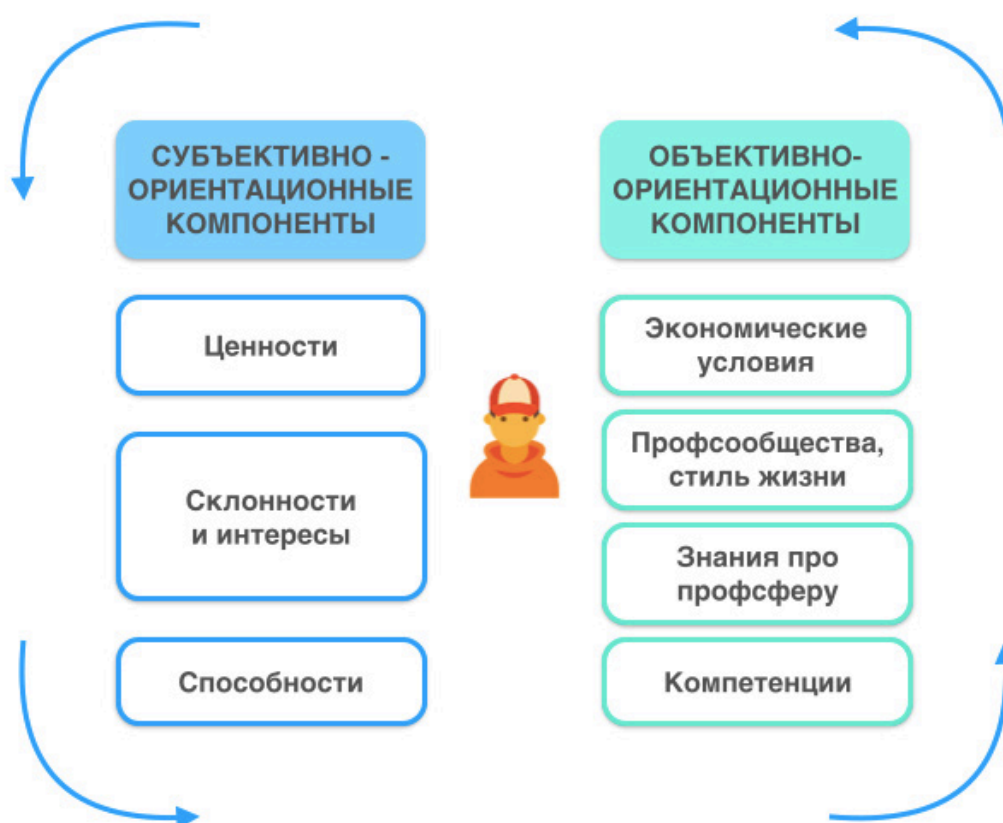 СУБЪЕКТИВНО -
ОРИЕНТАЦИОННЫЕ
КОМПОНЕНТЫ
Ценности
Склонности
и интересы
Способности
ОБЪЕКТИВНО-
ОРИЕНТАЦИОННЫЕ
КОМПОНЕНТЫ
Экономические
условия
Профсообщества,
стиль жизни
Знания про
профсферу
Компетенции